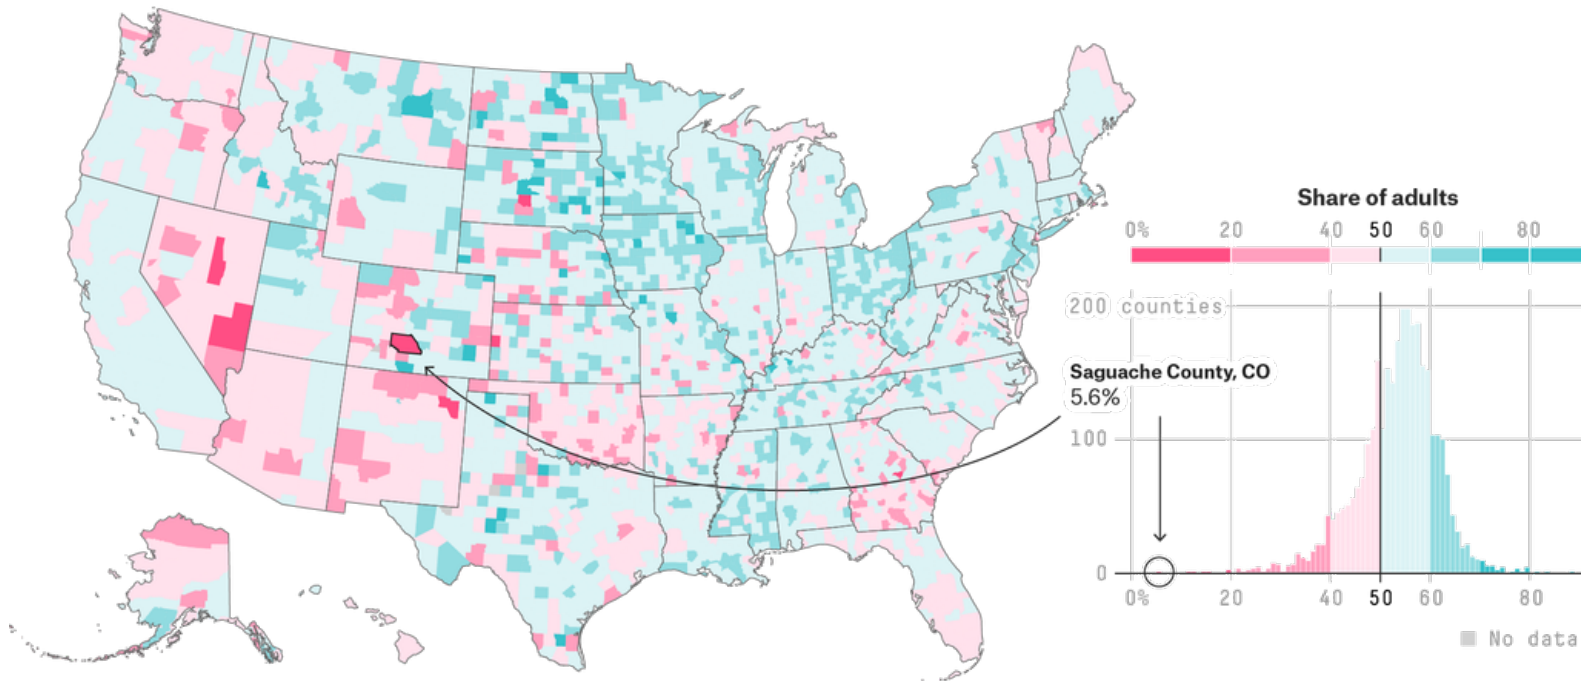 Share of adults
0% 20 40 50 60 80
200 counties
Saguache County, CO
5.6%
100
0
0% 20 40 50 60 80
No data